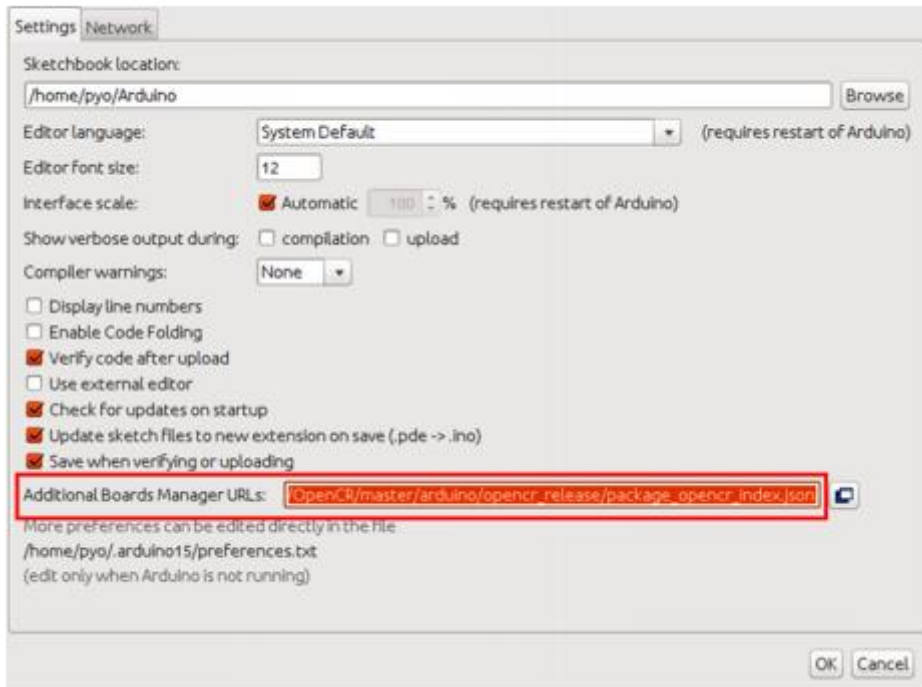 Settings Network
Sketchbook location:
/home/pyo/Arduino Browse
Editor language: System Default (requires restart of Arduino)
Editor font size: 12
Interface scale: Automatic 100 % (requires restart of Arduino)
Show verbose output during: compilation upload
Compiler warnings: None
Display line numbers
Enable Code Folding
Verify code after upload
Use external editor
Check for updates on startup
Update sketch files to new extension on save (.pde -> .ino)
Save when verifying or uploading
Additional Boards Manager URLs: /OpenCR/master/arduino/opencr_release/package_opencr_index.json
More preferences can be edited directly in the file
/home/pyo/.arduino15/preferences.txt
(edit only when Arduino is not running)
OK Cancel